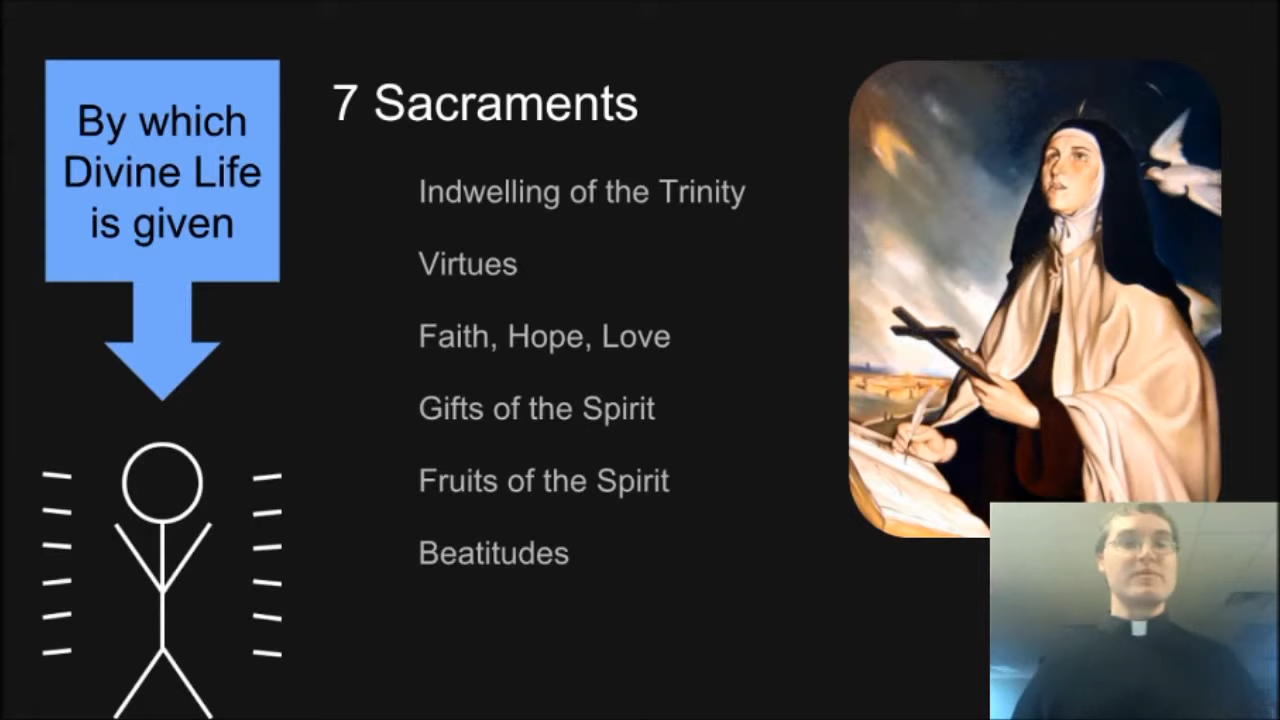 By which
Divine Life
is given
7 Sacraments
Indwelling of the Trinity
Virtues
Faith, Hope, Love
Gifts of the Spirit
Fruits of the Spirit
Beatitudes